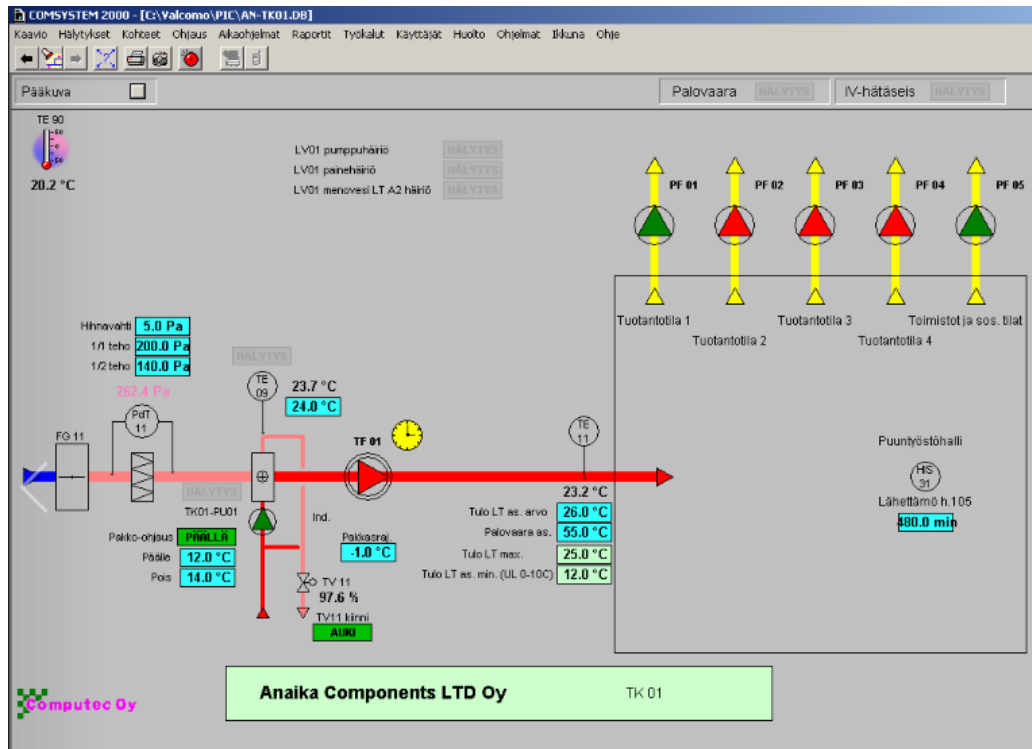 COMSYSTEM 2000 - [C:\Valcomo\PIC\AN-TK01.DB]
Kaavio Hälytykset Kohteet Ohjaus Aikaohjelmat Raportit Työkalut Käyttäjät Huolto Ohjelmat Ikkuna Ohje
Pääkuva
Palovaara HÄLYTYS IV-hätäseis HÄLYTYS
TE 90
50
0
50
20.2 °C
LV01 pumppuhäiriö HÄLYTYS
LV01 painehäiriö HÄLYTYS
LV01 menovesi LT A2 häiriö HÄLYTYS
PF 01 PF 02 PF 03 PF 04 PF 05
Tuotantotila 1 Tuotantotila 3 Toimistot ja sos. tilat
Tuotantotila 2 Tuotantotila 4
Hihnavahti 5.0 Pa
1/1 teho 200.0 Pa
1/2 teho 140.0 Pa
262.4 Pa
HÄLYTYS
TE 09
23.7 °C
24.0 °C
PdT 11
FG 11
TF 01
TE 11
23.2 °C
Tulo LT as. arvo 26.0 °C
Palovaara as. 55.0 °C
Tulo LT max. 25.0 °C
Tulo LT as. min. (UL 0-10C) 12.0 °C
Puuntyöstöhalli
HIS 31
Lähettämö h.105
480.0 min
HÄLYTYS
TK01-PU01
Ind.
Pakko-ohjaus PÄÄLLÄ
Päälle 12.0 °C
Pois 14.0 °C
Pakkasraj.
-1.0 °C
TV 11
97.6 %
TV11 kinni
AUKI
Computec Oy
Anaika Components LTD Oy TK 01